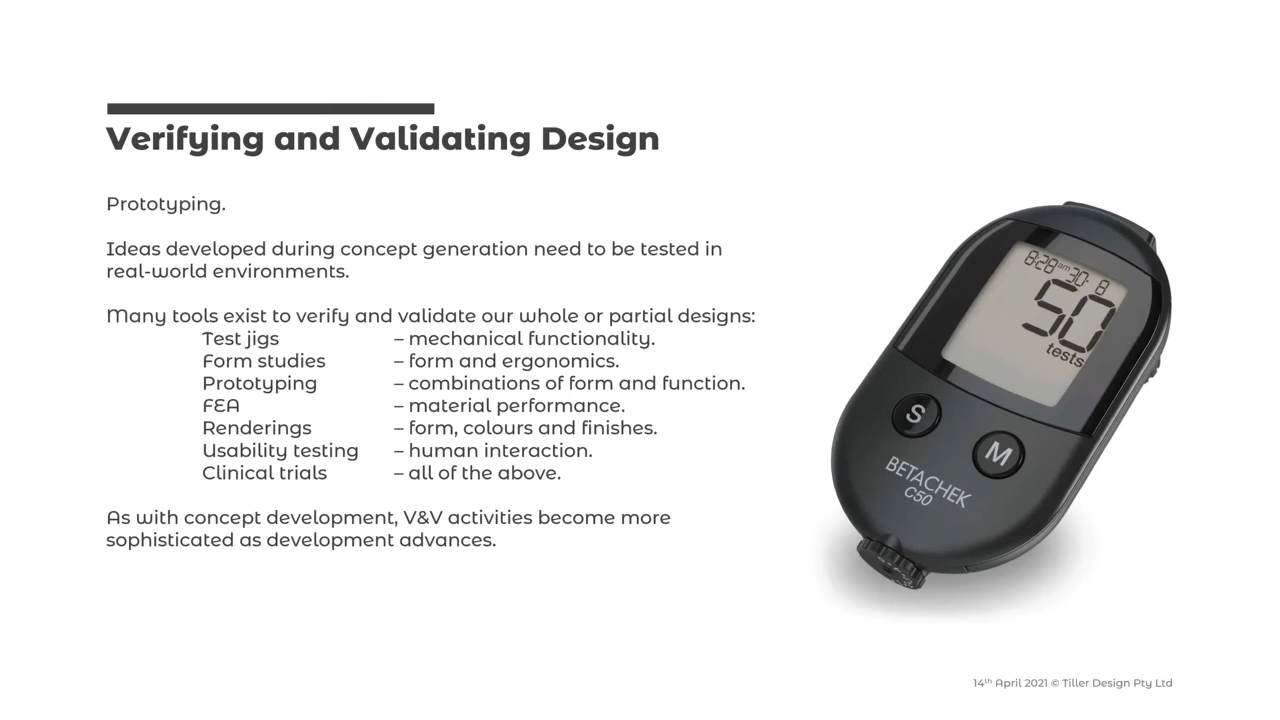 Verifying and Validating Design
Prototyping.
Ideas developed during concept generation need to be tested in
real-world environments.
Many tools exist to verify and validate our whole or partial designs:
Test jigs – mechanical functionality.
Form studies – form and ergonomics.
Prototyping – combinations of form and function.
FEA – material performance.
Renderings – form, colours and finishes.
Usability testing – human interaction.
Clinical trials – all of the above.
As with concept development, V&V activities become more
sophisticated as development advances.
8:28am 30· 8
50
tests
S
M
BETACHEK
C50
14th April 2021 © Tiller Design Pty Ltd